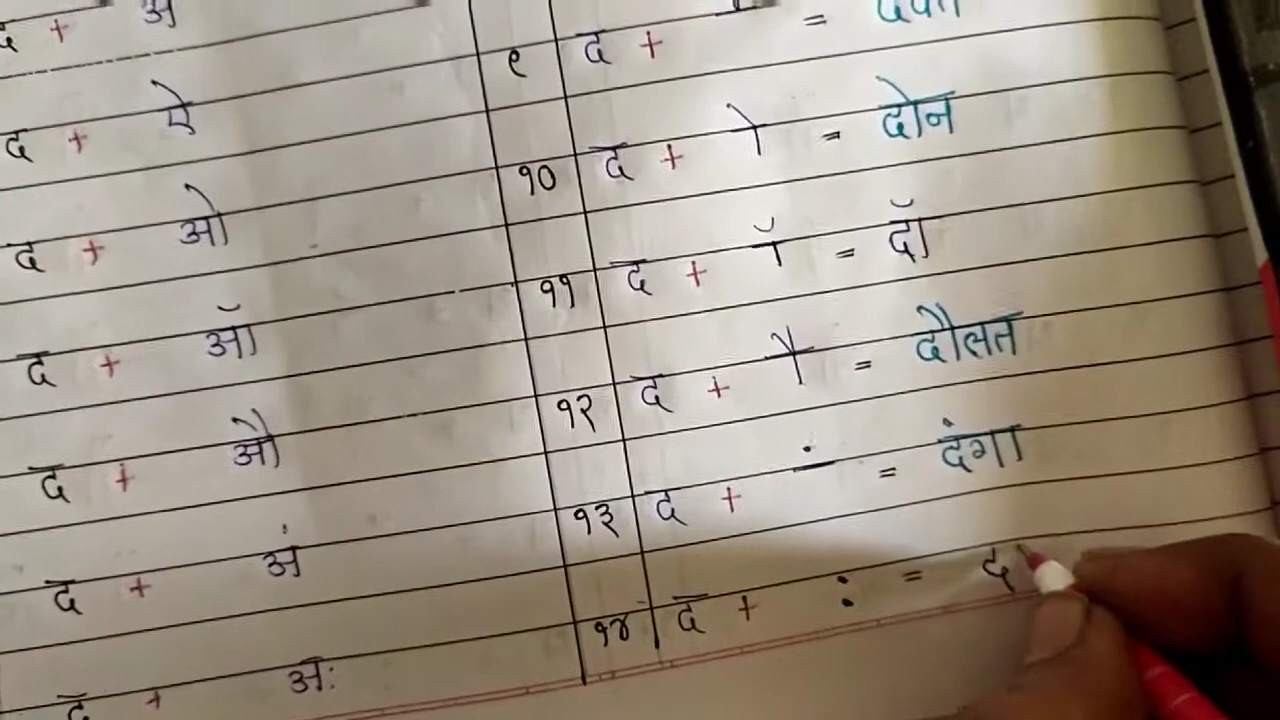 द + ऐ
द + ओ
द + ऑ
द + औ
द + अं
द + अः
९ द + =
१० द + ो = दोन
११ द + ॉ = दॉ
१२ द + ौ = दौलत
१३ द + ं = दंगा
१४ द + ः = द